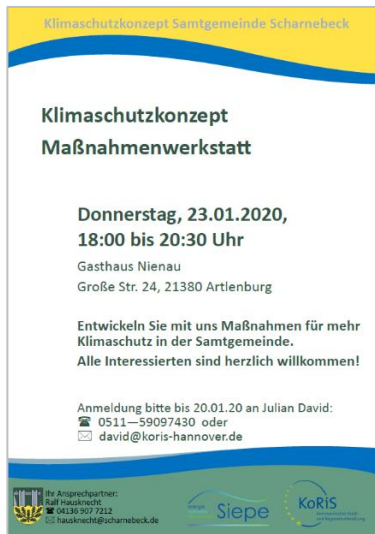 Klimaschutzkonzept Samtgemeinde Scharnebeck
Klimaschutzkonzept
Maßnahmenwerkstatt
Donnerstag, 23.01.2020,
18:00 bis 20:30 Uhr
Gasthaus Nienau
Große Str. 24, 21380 Artlenburg
Entwickeln Sie mit uns Maßnahmen für mehr
Klimaschutz in der Samtgemeinde.
Alle Interessierten sind herzlich willkommen!
Anmeldung bitte bis 20.01.20 an Julian David:
☎ 0511—59097430 oder
✉ david@koris-hannover.de
Ihr Ansprechpartner:
Ralf Hausknecht
☎ 04136 907 7212
✉ hausknecht@scharnebeck.de
Siepe
KoRiS